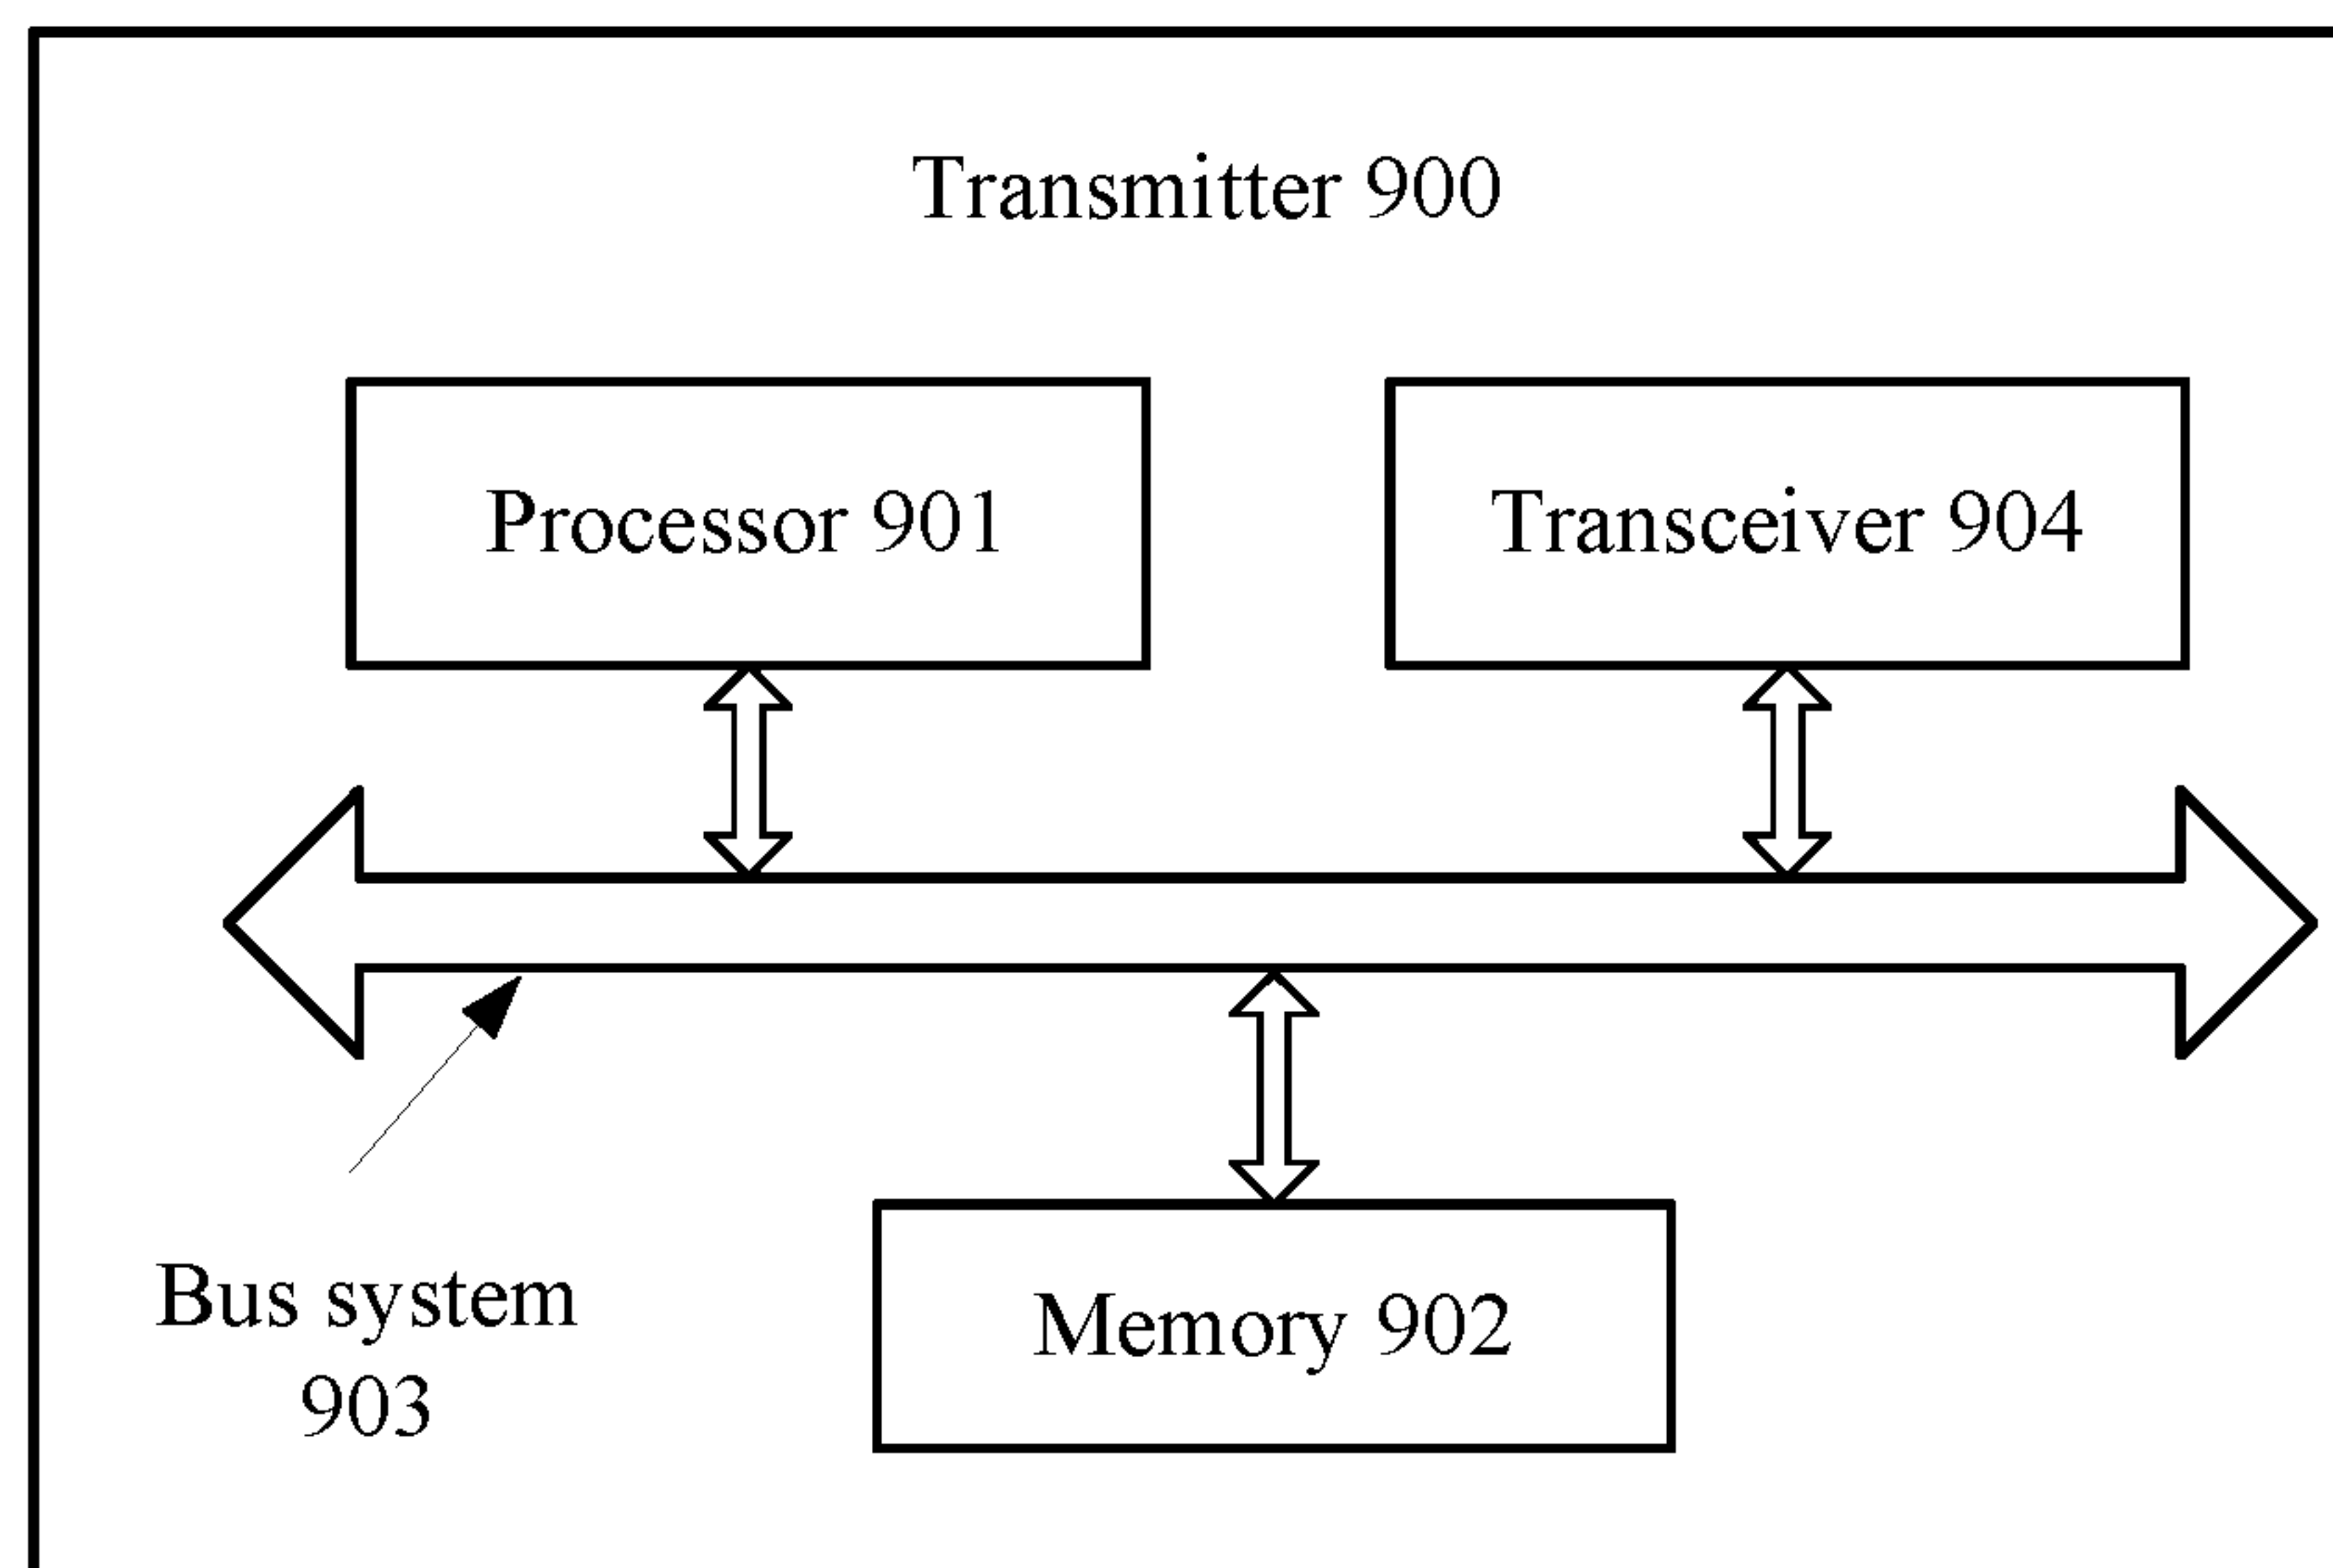 Transmitter 900
Processor 901
Transceiver 904
Bus system
903
Memory 902